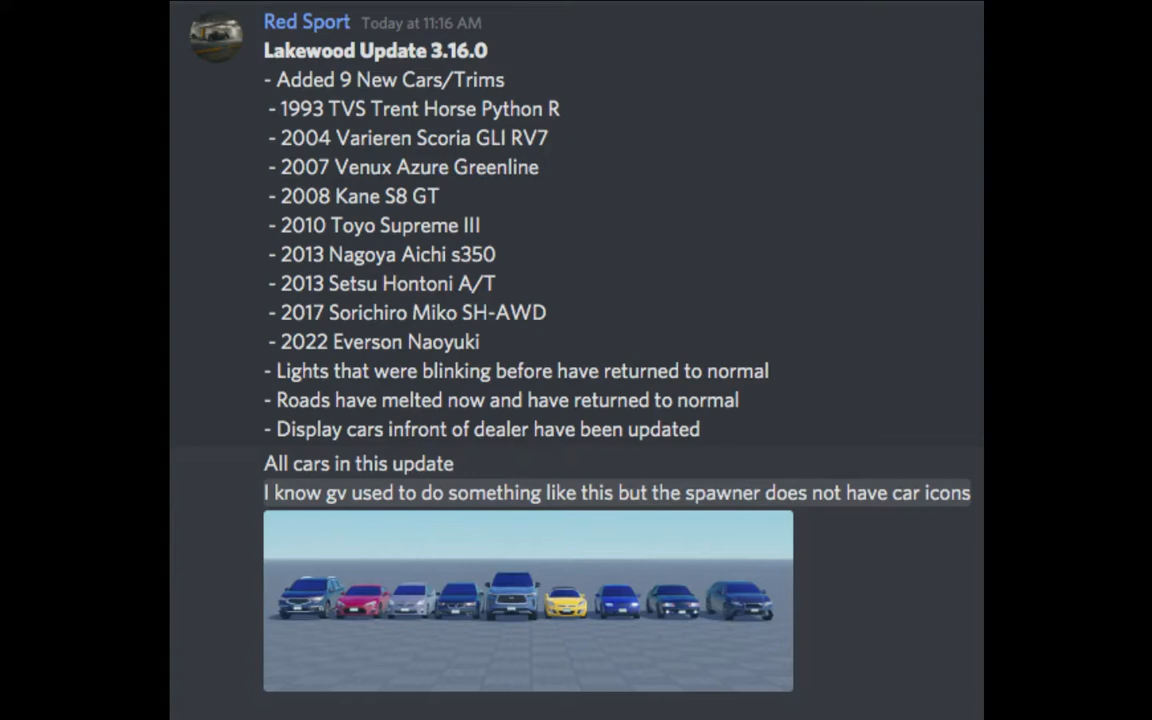 Red Sport Today at 11:16 AM
Lakewood Update 3.16.0
- Added 9 New Cars/Trims
- 1993 TVS Trent Horse Python R
- 2004 Varieren Scoria GLI RV7
- 2007 Venux Azure Greenline
- 2008 Kane S8 GT
- 2010 Toyo Supreme III
- 2013 Nagoya Aichi s350
- 2013 Setsu Hontoni A/T
- 2017 Sorichiro Miko SH-AWD
- 2022 Everson Naoyuki
- Lights that were blinking before have returned to normal
- Roads have melted now and have returned to normal
- Display cars infront of dealer have been updated
All cars in this update
I know gv used to do something like this but the spawner does not have car icons